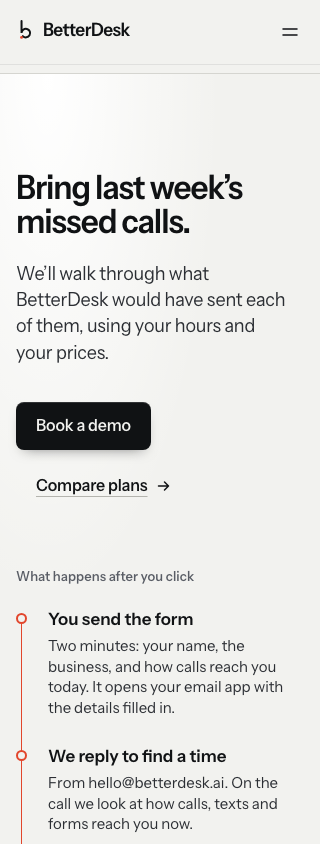 BetterDesk
Bring last week’s
missed calls.
We’ll walk through what
BetterDesk would have sent each
of them, using your hours and
your prices.
Book a demo
Compare plans →
What happens after you click
You send the form
Two minutes: your name, the
business, and how calls reach you
today. It opens your email app with
the details filled in.
We reply to find a time
From hello@betterdesk.ai. On the
call we look at how calls, texts and
forms reach you now.